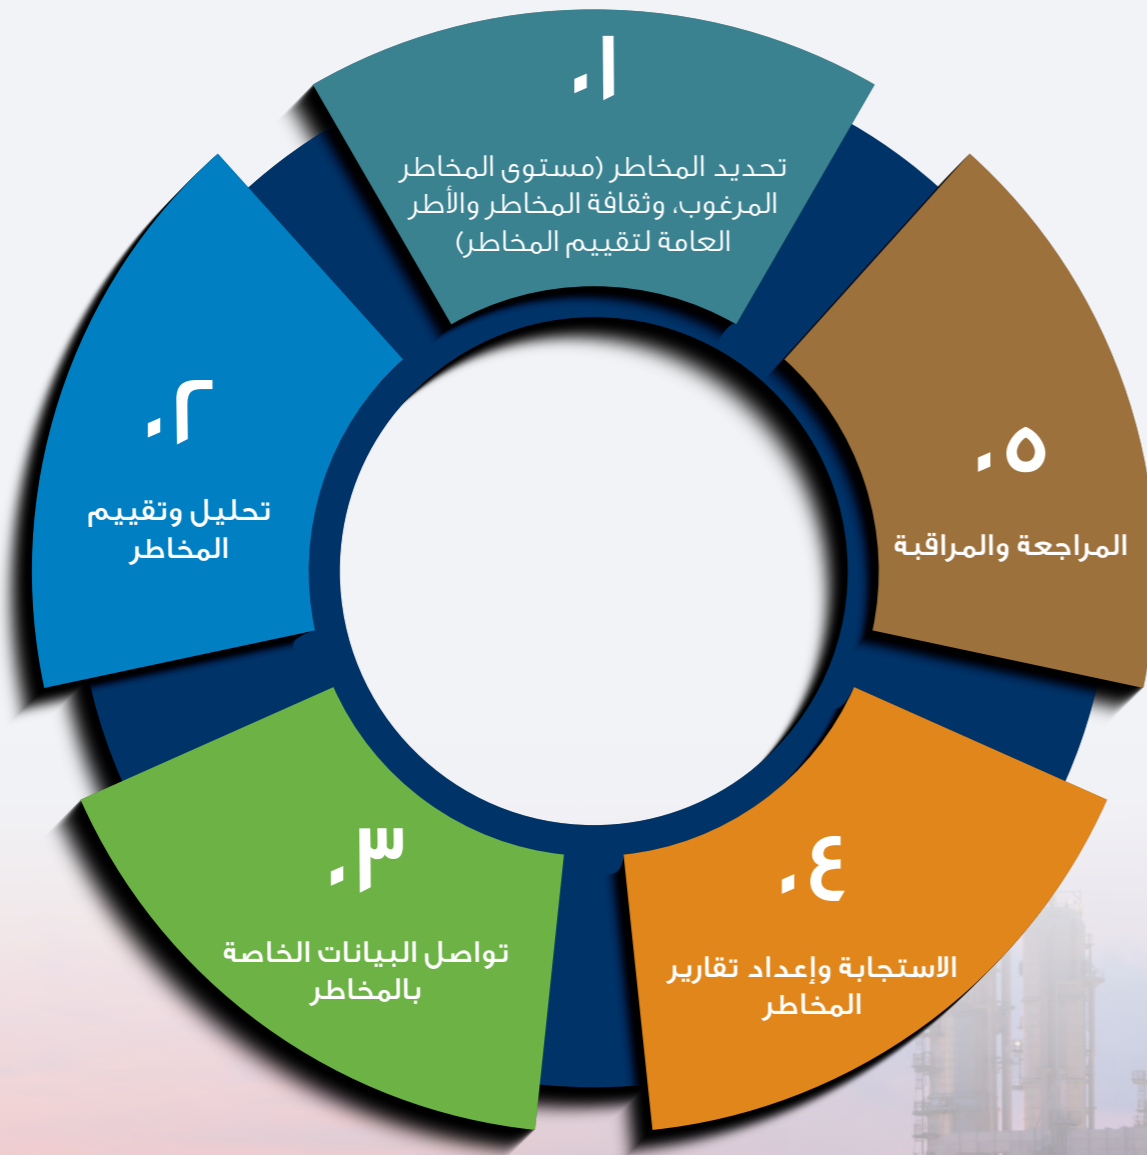 .١
تحديد المخاطر (مستوى المخاطر
المرغوب، وثقافة المخاطر والأطر
العامة لتقييم المخاطر)
.٢
تحليل وتقييم
المخاطر
.٣
تواصل البيانات الخاصة
بالمخاطر
.٤
الاستجابة وإعداد تقارير
المخاطر
.٥
المراجعة والمراقبة